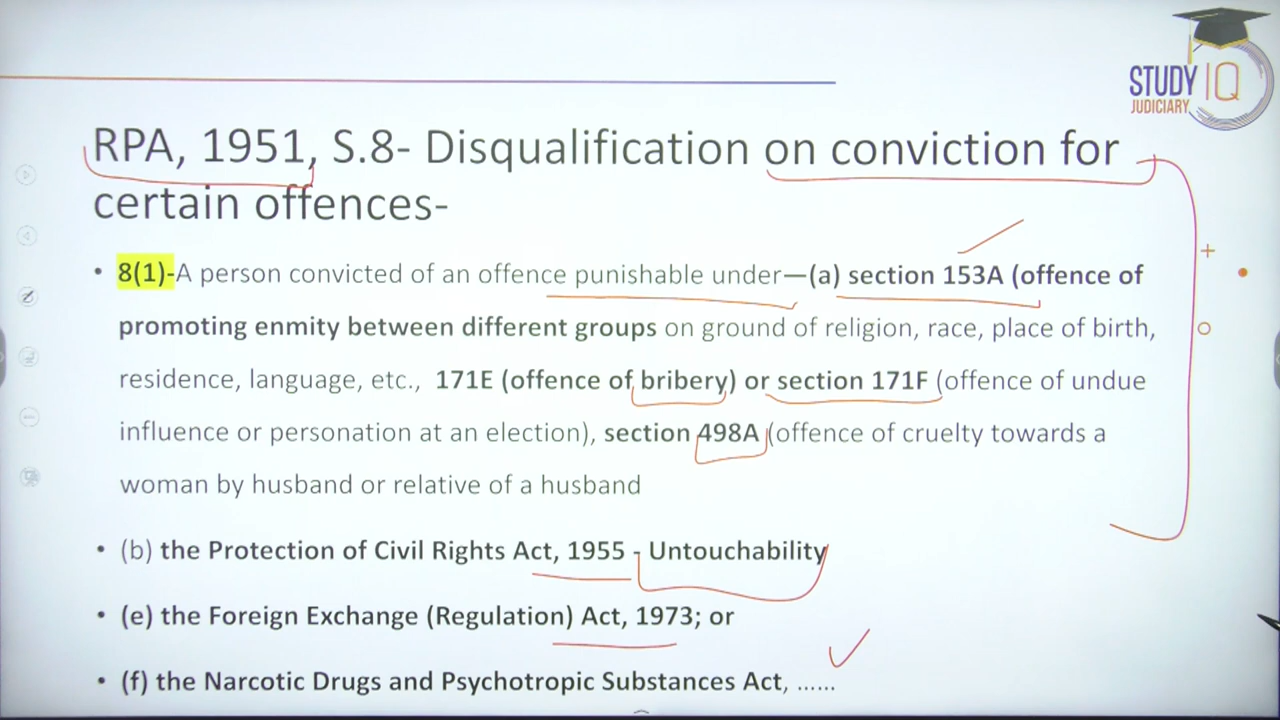 STUDY IQ
JUDICIARY
RPA, 1951, S.8- Disqualification on conviction for
certain offences-
• 8(1)-A person convicted of an offence punishable under—(a) section 153A (offence of
promoting enmity between different groups on ground of religion, race, place of birth,
residence, language, etc., 171E (offence of bribery) or section 171F (offence of undue
influence or personation at an election), section 498A (offence of cruelty towards a
woman by husband or relative of a husband
• (b) the Protection of Civil Rights Act, 1955 - Untouchability
• (e) the Foreign Exchange (Regulation) Act, 1973; or
• (f) the Narcotic Drugs and Psychotropic Substances Act, ......